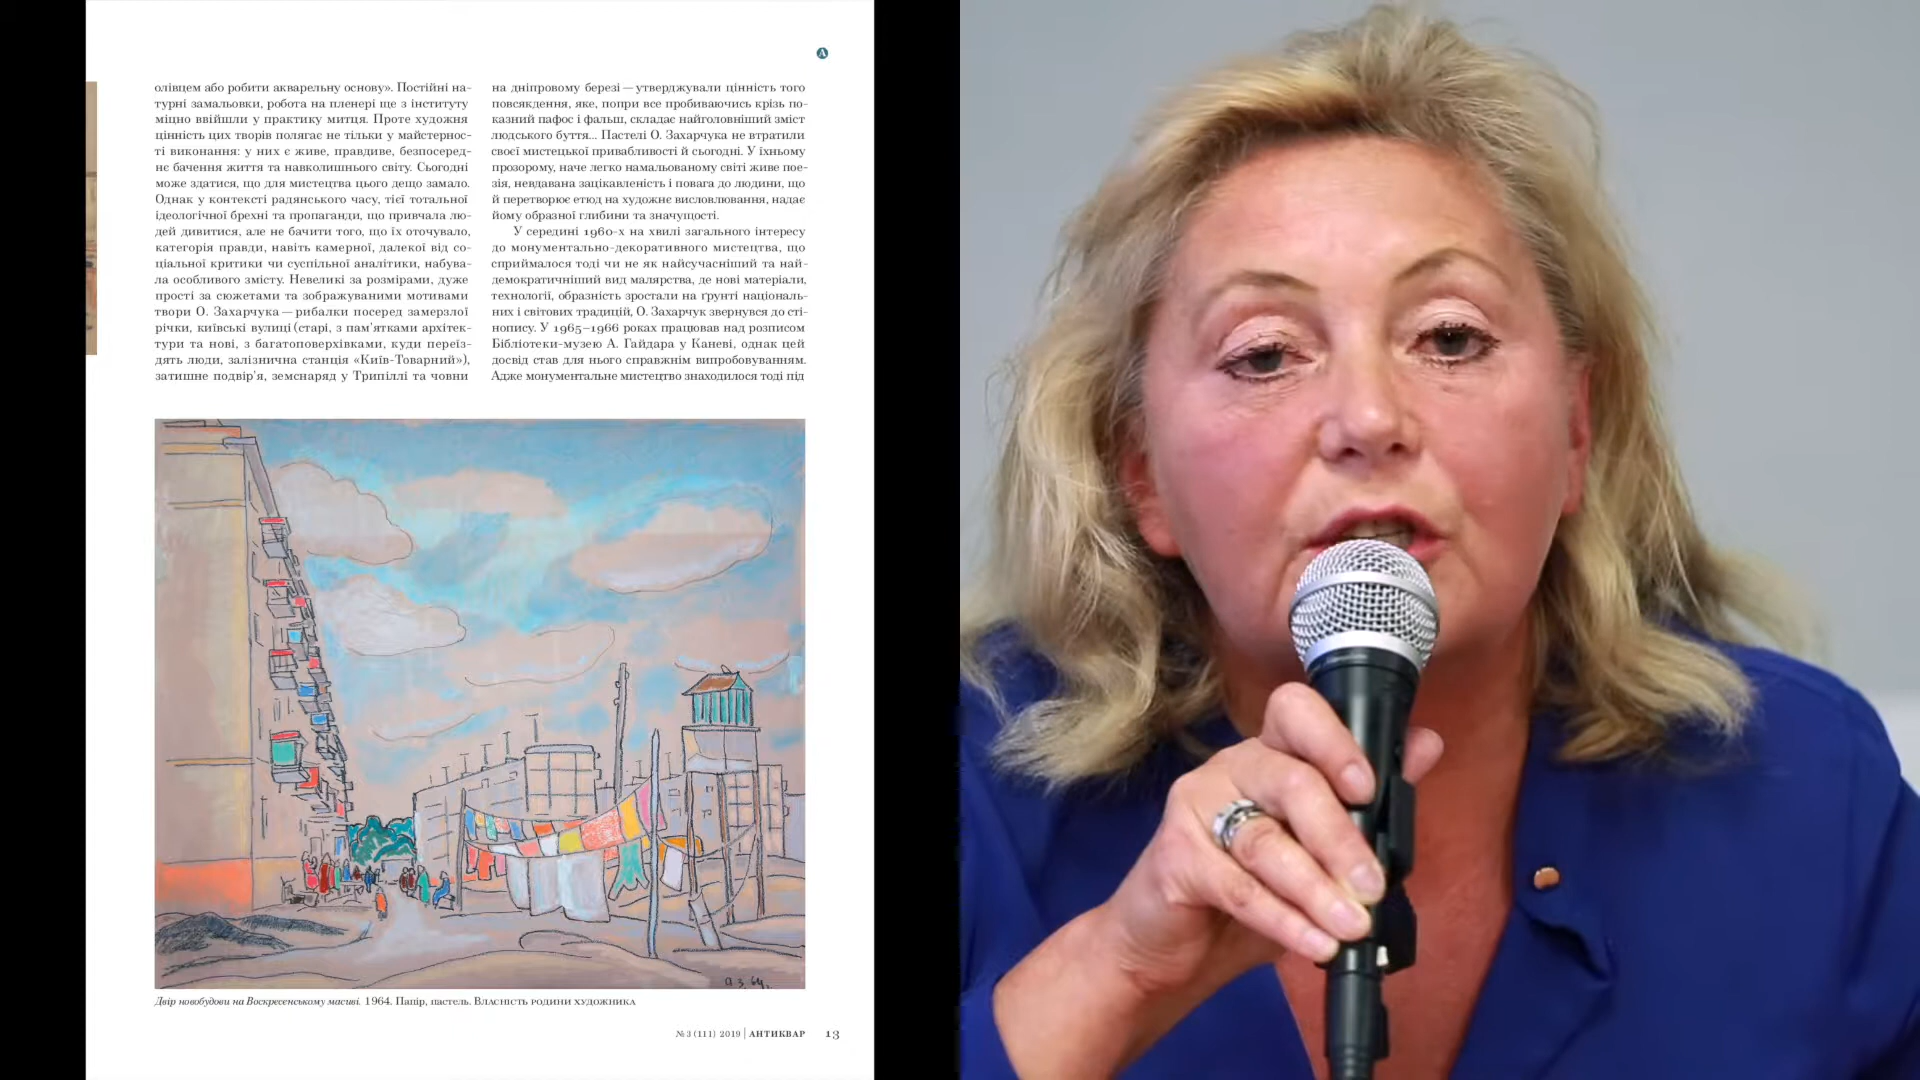 А
олівцем або робити акварельну основу». Постійні на-
турні замальовки, робота на пленері ще з інституту
міцно ввійшли у практику митця. Проте художня
цінність цих творів полягає не тільки у майстернос-
ті виконання: у них є живе, правдиве, безпосеред-
нє бачення життя та навколишнього світу. Сьогодні
може здатися, що для мистецтва цього дещо замало.
Однак у контексті радянського часу, тієї тотальної
ідеологічної брехні та пропаганди, що привчала лю-
дей дивитися, але не бачити того, що їх оточувало,
категорія правди, навіть камерної, далекої від со-
ціальної критики чи суспільної аналітики, набува-
ла особливого змісту. Невеликі за розмірами, дуже
прості за сюжетами та зображуваними мотивами
твори О. Захарчука — рибалки посеред замерзлої
річки, київські вулиці (старі, з пам’ятками архітек-
тури та нові, з багатоповерхівками, куди переїз-
дять люди, залізнична станція «Київ-Товарний»),
затишне подвір’я, земснаряд у Трипіллі та човни
на дніпровому березі — утверджували цінність того
повсякдення, яке, попри все пробиваючись крізь по-
казний пафос і фальш, складає найголовніший зміст
людського буття... Пастелі О. Захарчука не втратили
своєї мистецької привабливості й сьогодні. У їхньому
прозорому, наче легко намальованому світі живе пое-
зія, невдавана зацікавленість і повага до людини, що
й перетворює етюд на художнє висловлювання, надає
йому образної глибини та значущості.
У середині 1960-х на хвилі загального інтересу
до монументально-декоративного мистецтва, що
сприймалося тоді чи не як найсучасніший та най-
демократичніший вид малярства, де нові матеріали,
технології, образність зростали на ґрунті національ-
них і світових традицій, О. Захарчук звернувся до сті-
нопису. У 1965–1966 роках працював над розписом
Бібліотеки-музею А. Гайдара у Каневі, однак цей
досвід став для нього справжнім випробовуванням.
Адже монументальне мистецтво знаходилося тоді під
О З. 64.
Двір новобудови на Воскресенському масиві. 1964. Папір, пастель. Власність родини художника
№ 3 (111) 2019 | АНТИКВАР 13